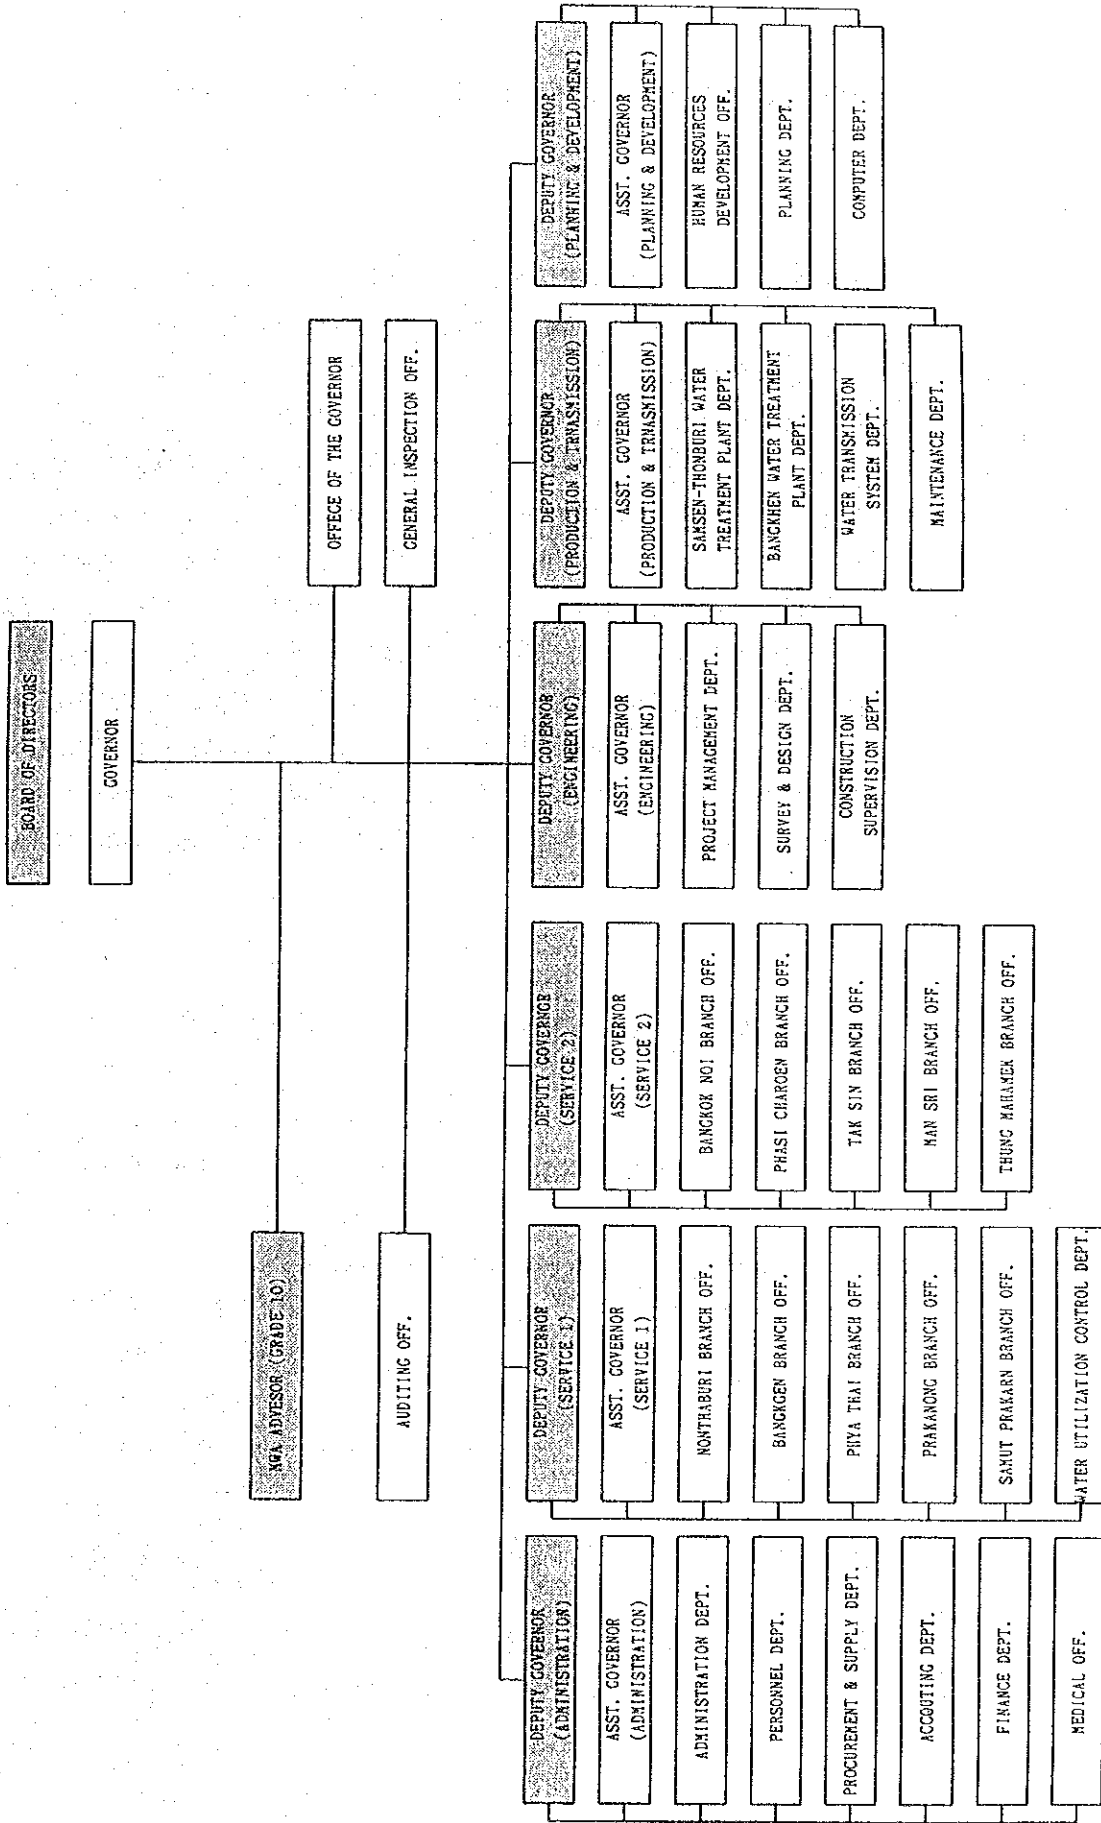 BOARD OF DIRECTORS
GOVERNOR
MWA ADVESOR (GRADE 10)
OFFECE OF THE GOVERNOR
AUDITING OFF.
GENERAL INSPECTION OFF.
DEPUTY GOVERNOR
(ADMINISTRATION)
ASST. GOVERNOR
(ADMINISTRATION)
ADMINISTRATION DEPT.
PERSONNEL DEPT.
PROCUREMENT & SUPPLY DEPT.
ACCOUTING DEPT.
FINANCE DEPT.
MEDICAL OFF.
DEPUTY GOVERNOR
(SERVICE 1)
ASST. GOVERNOR
(SERVICE 1)
NONTHABURI BRANCH OFF.
BANGKGEN BRANCH OFF.
PHYA THAI BRANCH OFF.
PRAKANONG BRANCH OFF.
SAMUT PRAKARN BRANCH OFF.
WATER UTILIZATION CONTROL DEPT.
DEPUTY GOVERNOR
(SERVICE 2)
ASST. GOVERNOR
(SERVICE 2)
BANGKOK NOI BRANCH OFF.
PHASI CHAROEN BRANCH OFF.
TAK SIN BRANCH OFF.
MAN SRI BRANCH OFF.
THUNG MAHAMEK BRANCH OFF.
DEPUTY GOVERNOR
(ENGINEERING)
ASST. GOVERNOR
(ENGINEERING)
PROJECT MANAGEMENT DEPT.
SURVEY & DESIGN DEPT.
CONSTRUCTION
SUPERVISION DEPT.
DEPUTY GOVERNOR
(PRODUCTION & TRNASMISSION)
ASST. GOVERNOR
(PRODUCTION & TRNASMISSION)
SAMSEN-THONBURI WATER
TREATMENT PLANT DEPT.
BANGKHEN WATER TREATMENT
PLANT DEPT.
WATER TRANSMISSION
SYSTEM DEPT.
MAINTENANCE DEPT.
DEPUTY GOVERNOR
(PLANNING & DEVELOPMENT)
ASST. GOVERNOR
(PLANNING & DEVELOPMENT)
HUMAN RESOURCES
DEVELOPMENT OFF.
PLANNING DEPT.
COMPUTER DEPT.